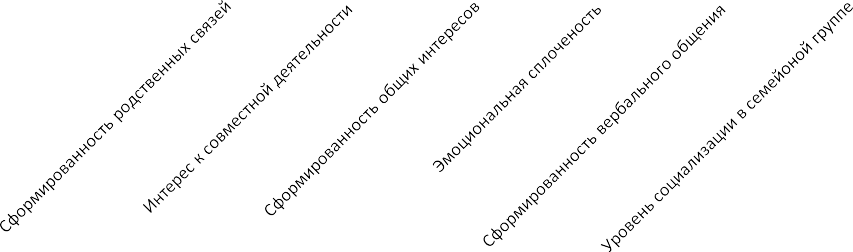 Сформированность родственных связей
Интерес к совместной деятельности
Сформированность общих интересов
Эмоциональная сплоченость
Сформированность вербального общения
Уровень социализации в семейоной группе